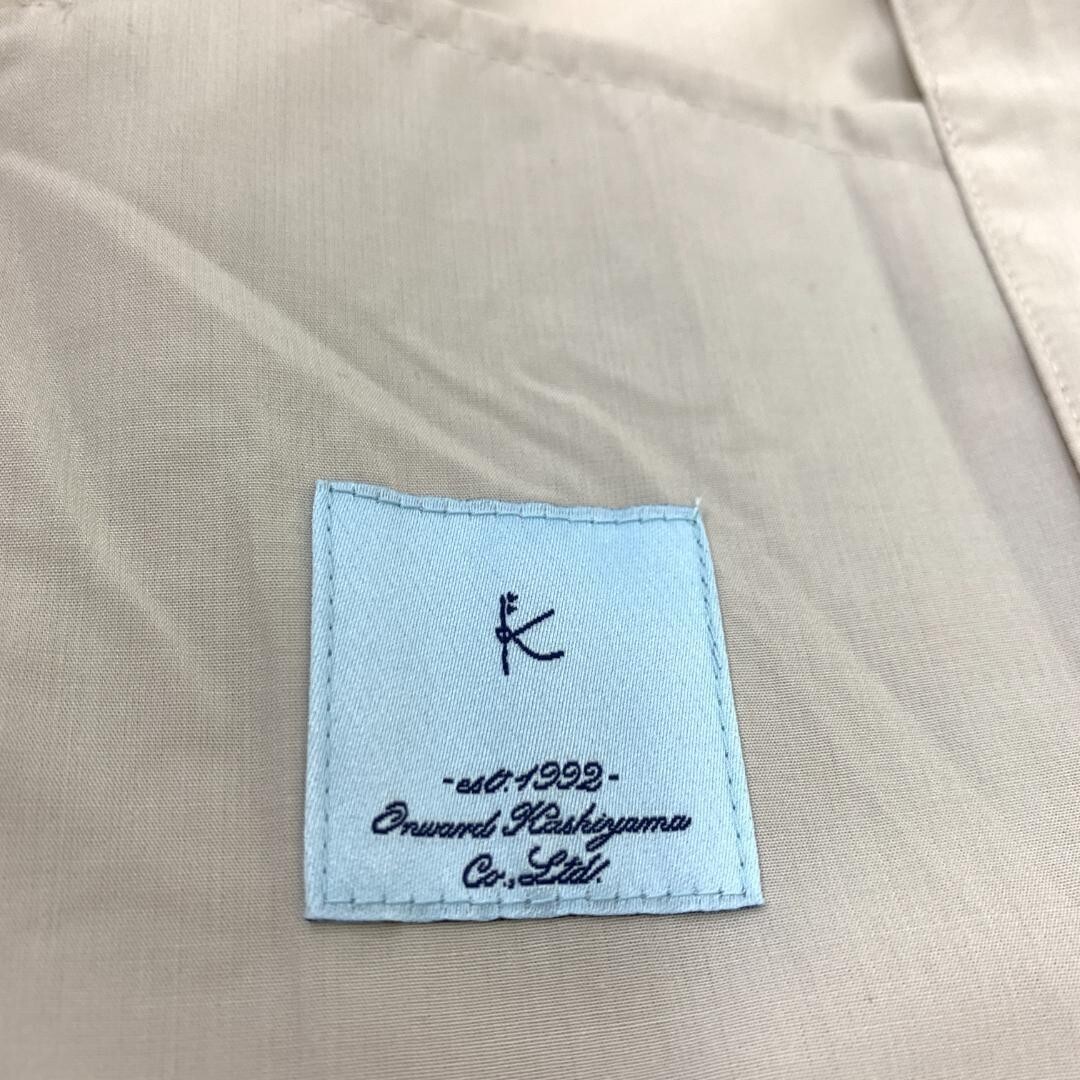 K
-est.1992-
Onward Kashiyama
Co., Ltd.